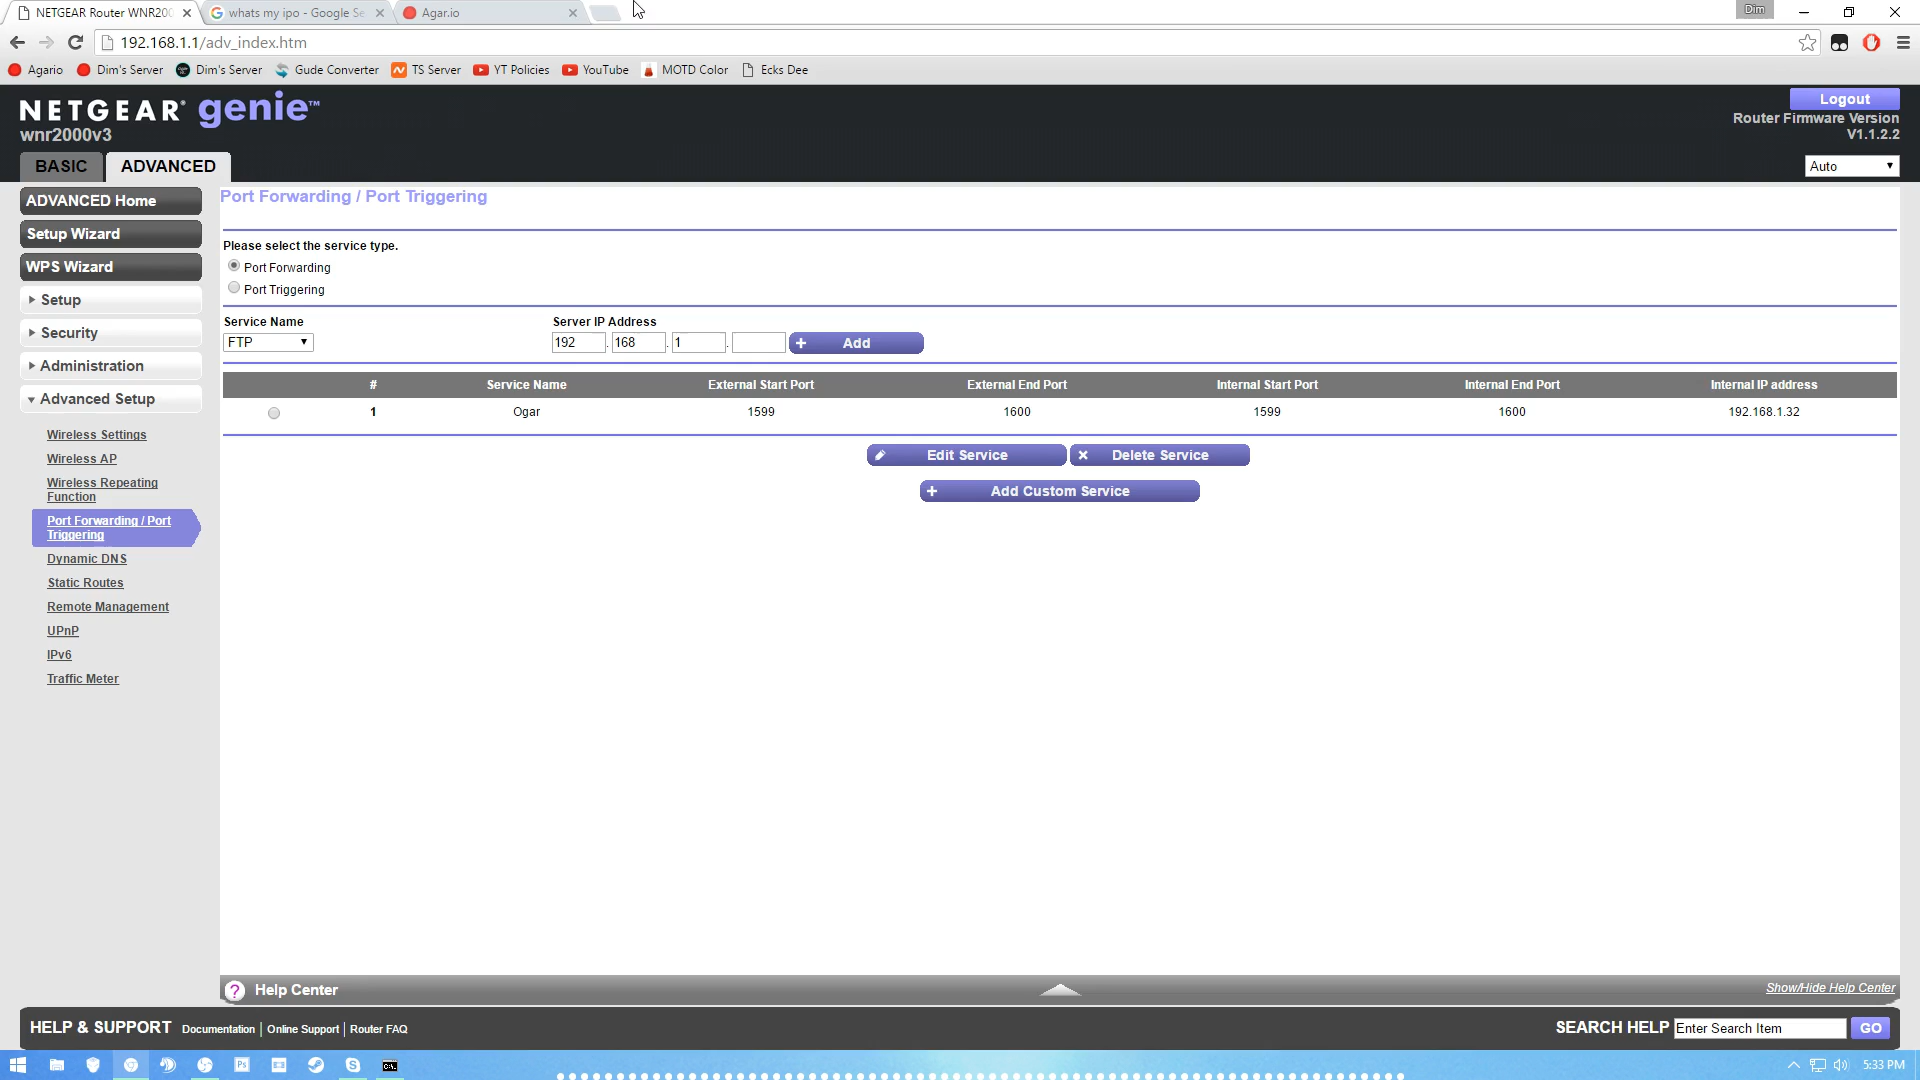 NETGEAR Router WNR200
whats my ipo - Google Se
Agar.io
Dim
192.168.1.1/adv_index.htm
Agario
Dim's Server
Dim's Server
Gude Converter
TS Server
YT Policies
YouTube
MOTD Color
Ecks Dee
NETGEAR® genie™
wnr2000v3
Logout
Router Firmware Version
V1.1.2.2
BASIC
ADVANCED
Auto
ADVANCED Home
Setup Wizard
WPS Wizard
Setup
Security
Administration
Advanced Setup
Wireless Settings
Wireless AP
Wireless Repeating
Function
Port Forwarding / Port
Triggering
Dynamic DNS
Static Routes
Remote Management
UPnP
IPv6
Traffic Meter
Port Forwarding / Port Triggering
Please select the service type.
Port Forwarding
Port Triggering
Service Name
Server IP Address
FTP
192 . 168 . 1 .
+ Add
# Service Name External Start Port External End Port Internal Start Port Internal End Port Internal IP address
1 Ogar 1599 1600 1599 1600 192.168.1.32
Edit Service
Delete Service
+ Add Custom Service
? Help Center
Show/Hide Help Center
HELP & SUPPORT Documentation | Online Support | Router FAQ
SEARCH HELP Enter Search Item GO
Ps
C:\
5:33 PM